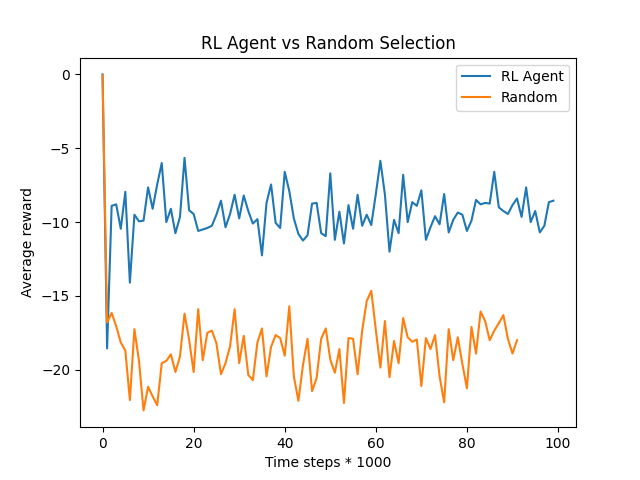 RL Agent vs Random Selection
RL Agent
Random
0
−5
−10
−15
−20
Average reward
0
20
40
60
80
100
Time steps * 1000